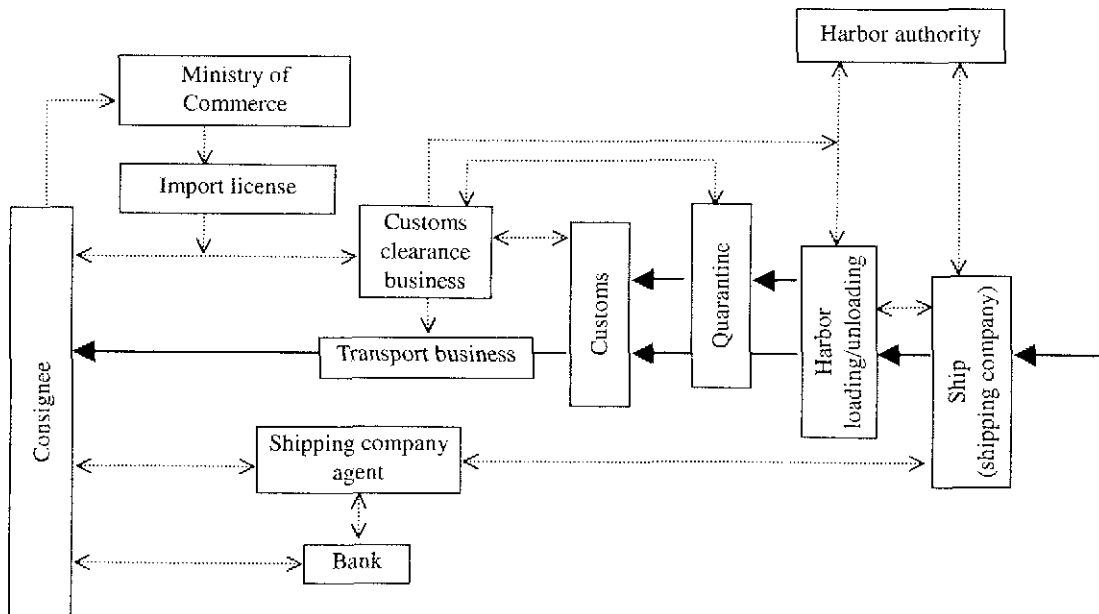 Harbor authority
Ministry of
Commerce
Import license
Customs
clearance
business
Transport business
Customs
Quarantine
Harbor
loading/unloading
Ship
(shipping company)
Consignee
Shipping company
agent
Bank